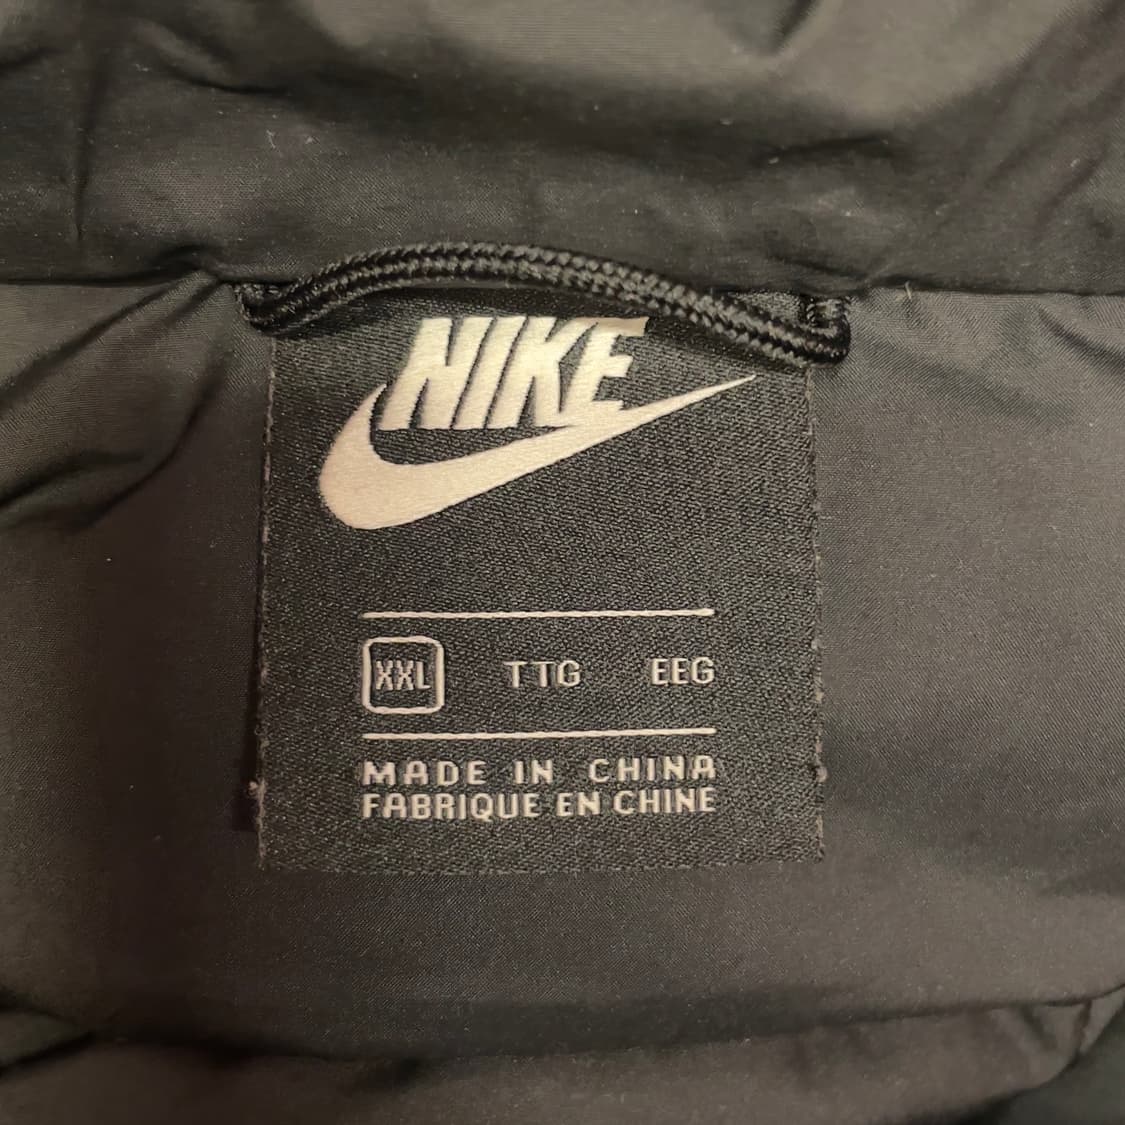 NIKE
XXL TTG EEG
MADE IN CHINA
FABRIQUE EN CHINE